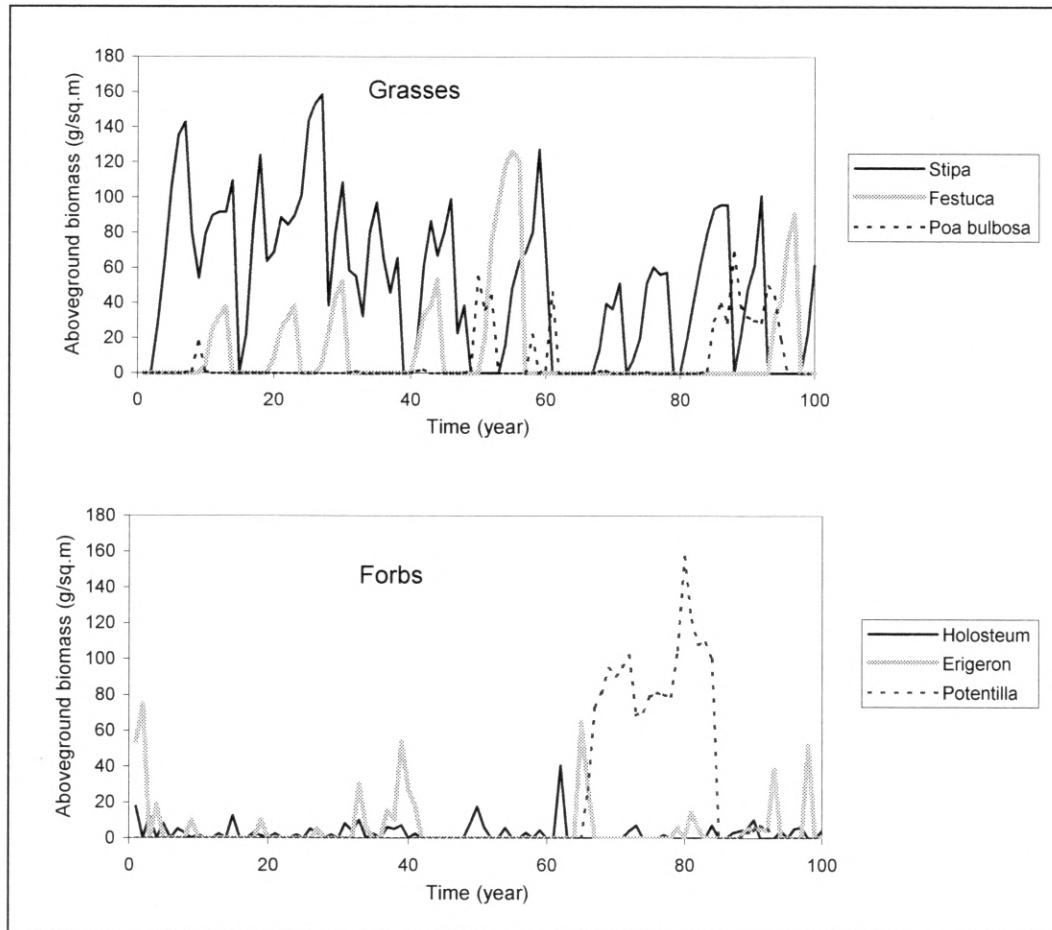 Grasses
Aboveground biomass (g/sq.m)
180
160
140
120
100
80
60
40
20
0
0 20 40 60 80 100
Time (year)
Stipa
Festuca
Poa bulbosa
Forbs
Aboveground biomass (g/sq.m)
180
160
140
120
100
80
60
40
20
0
0 20 40 60 80 100
Time (year)
Holosteum
Erigeron
Potentilla